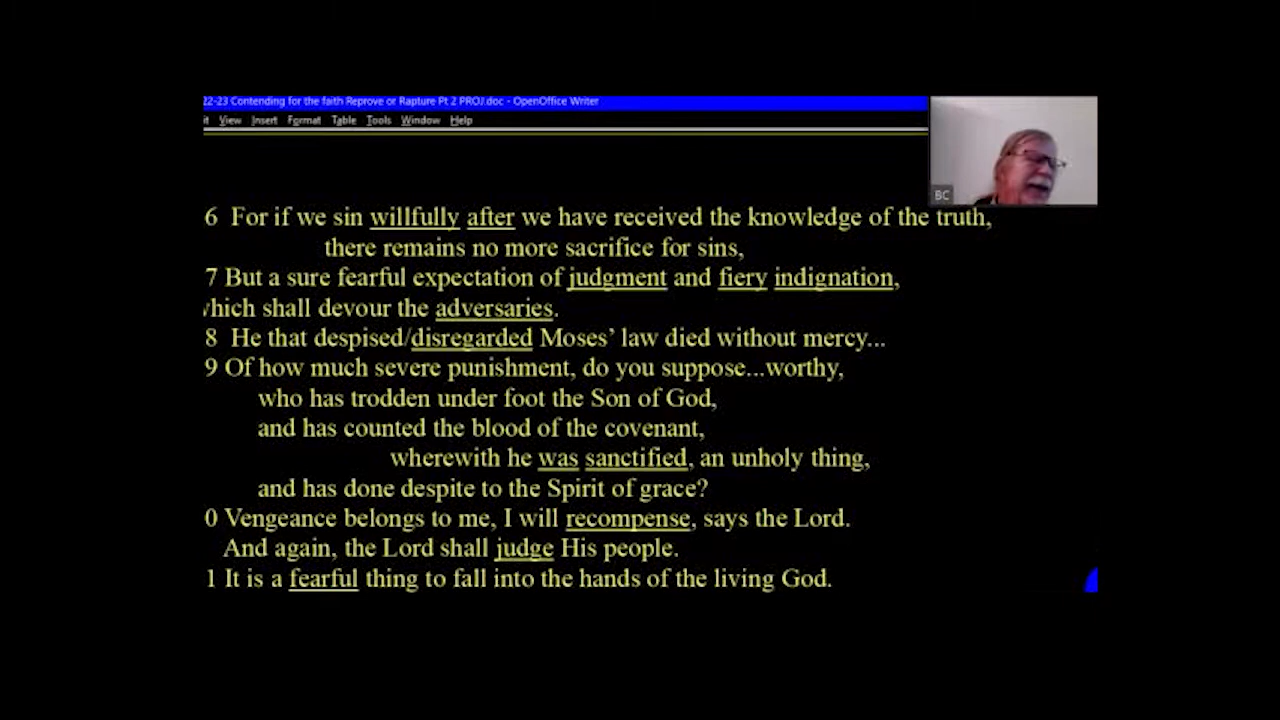 22-23 Contending for the faith Reprove or Rapture Pt 2 PROJ.doc - OpenOffice Writer
it View Insert Format Table Tools Window Help
BC
6 For if we sin willfully after we have received the knowledge of the truth,
there remains no more sacrifice for sins,
7 But a sure fearful expectation of judgment and fiery indignation,
which shall devour the adversaries.
8 He that despised/disregarded Moses’ law died without mercy...
9 Of how much severe punishment, do you suppose...worthy,
who has trodden under foot the Son of God,
and has counted the blood of the covenant,
wherewith he was sanctified, an unholy thing,
and has done despite to the Spirit of grace?
0 Vengeance belongs to me, I will recompense, says the Lord.
And again, the Lord shall judge His people.
1 It is a fearful thing to fall into the hands of the living God.